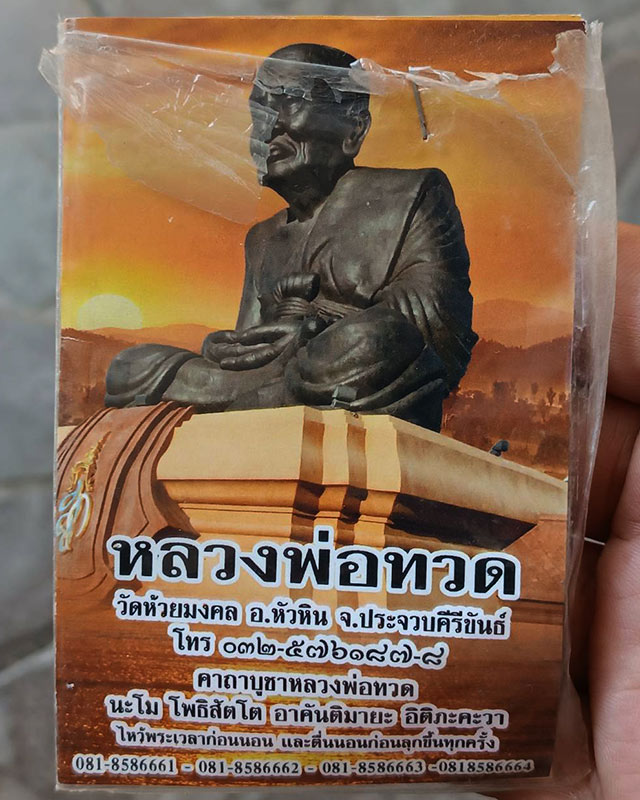 หลวงพ่อทวด
วัดห้วยมงคล อ.หัวหิน จ.ประจวบคีรีขันธ์
โทร ๐๓๒-๕๗๖๑๘๗-๘
คาถาบูชาหลวงพ่อทวด
นะโม โพธิสัตโต อาคันติมายะ อิติภะคะวา
ไหว้พระเวลาก่อนนอน และตื่นนอนก่อนลุกขึ้นทุกครั้ง
081-8586661 - 081-8586662 - 081-8586663 -0818586664